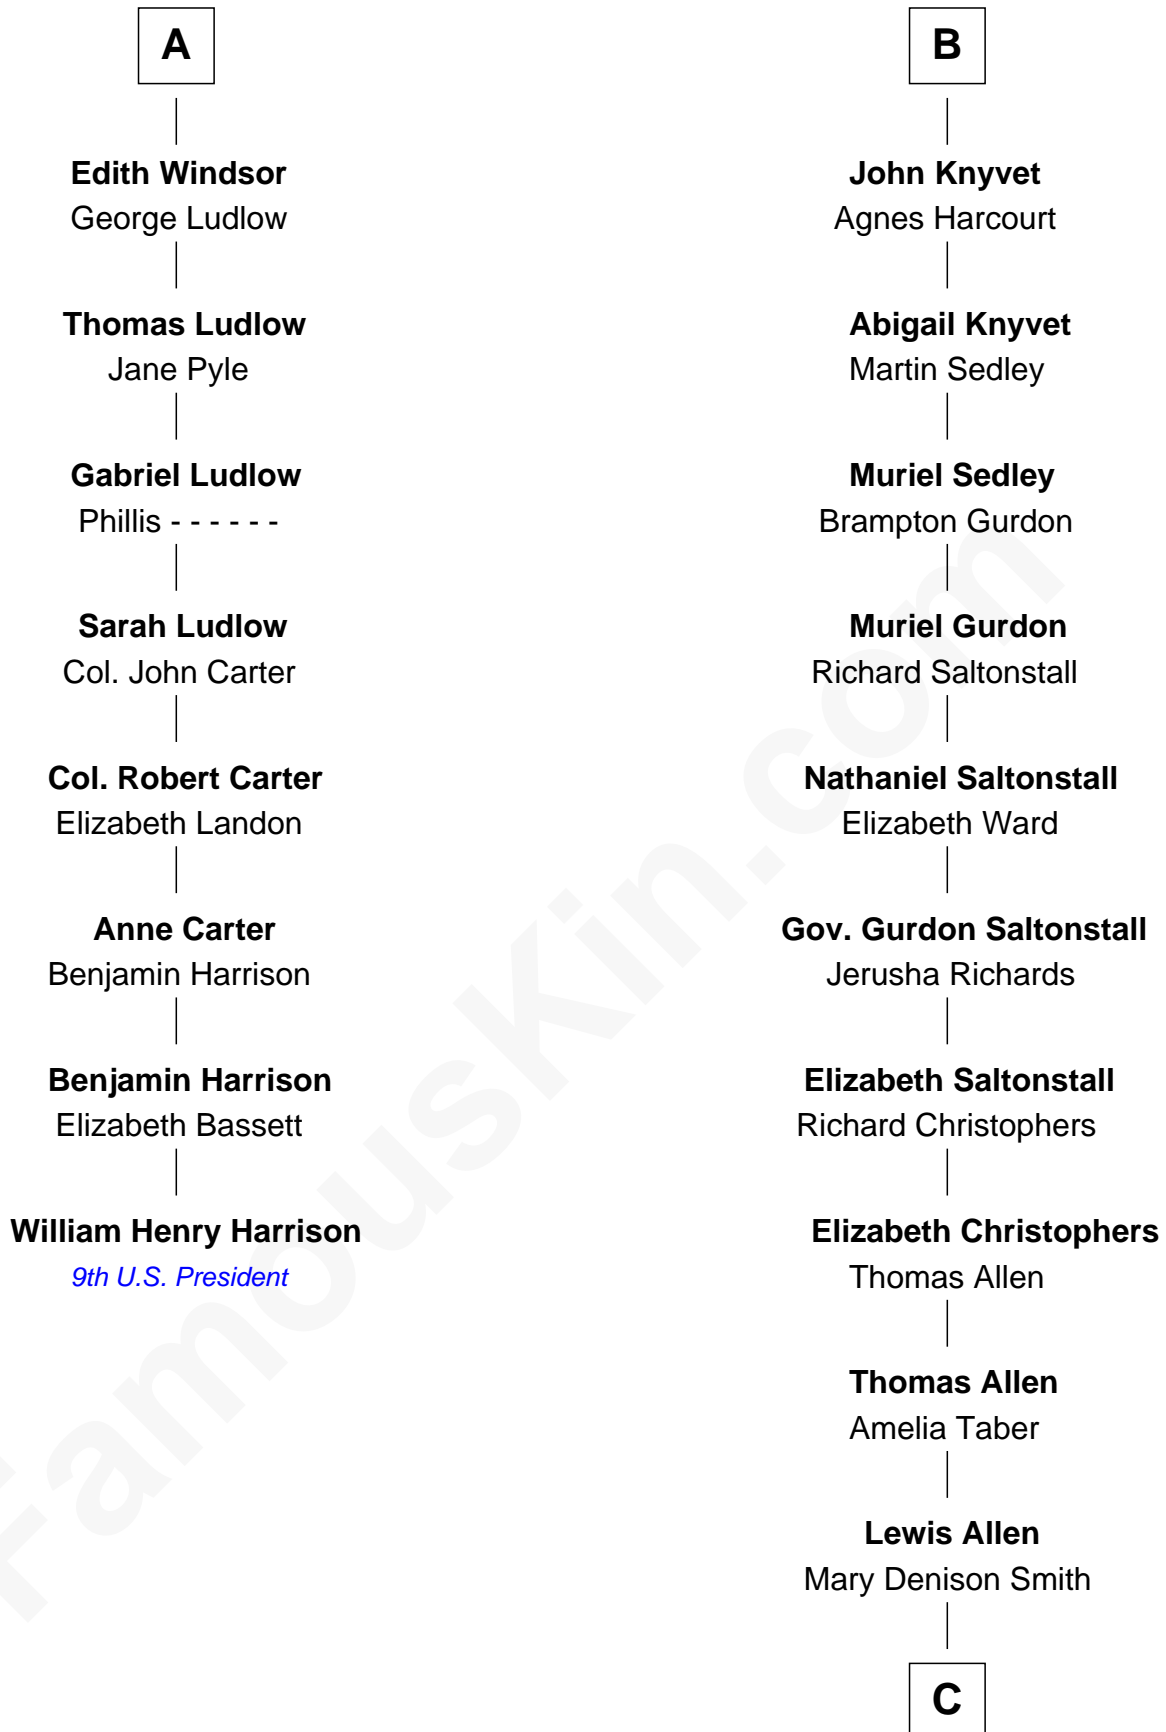 A
Edith Windsor
George Ludlow
Thomas Ludlow
Jane Pyle
Gabriel Ludlow
Phillis - - - - - -
Sarah Ludlow
Col. John Carter
Col. Robert Carter
Elizabeth Landon
Anne Carter
Benjamin Harrison
Benjamin Harrison
Elizabeth Bassett
William Henry Harrison
9th U.S. President
B
John Knyvet
Agnes Harcourt
Abigail Knyvet
Martin Sedley
Muriel Sedley
Brampton Gurdon
Muriel Gurdon
Richard Saltonstall
Nathaniel Saltonstall
Elizabeth Ward
Gov. Gurdon Saltonstall
Jerusha Richards
Elizabeth Saltonstall
Richard Christophers
Elizabeth Christophers
Thomas Allen
Thomas Allen
Amelia Taber
Lewis Allen
Mary Denison Smith
C
FamousKin.com